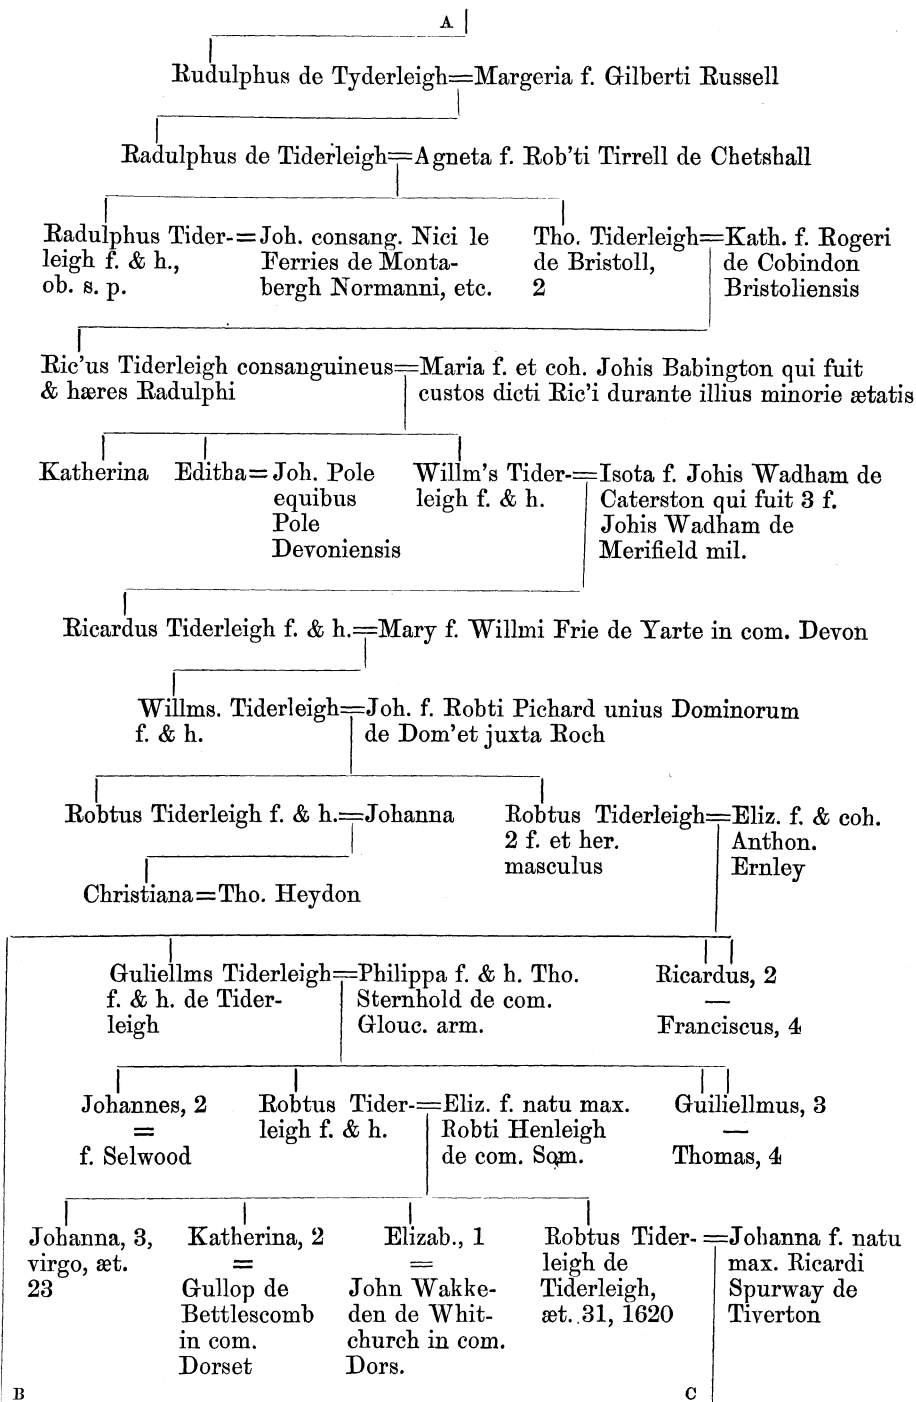 A
Rudulphus de Tyderleigh=Margeria f. Gilberti Russell
Radulphus de Tiderleigh=Agneta f. Rob'ti Tirrell de Chetshall
Radulphus Tider-=Joh. consang. Nici le
leigh f. & h., Ferries de Monta-
ob. s. p. bergh Normanni, etc.
Tho. Tiderleigh=Kath. f. Rogeri
de Bristoll, de Cobindon
2 Bristoliensis
Ric'us Tiderleigh consanguineus=Maria f. et coh. Johis Babington qui fuit
& hæres Radulphi custos dicti Ric'i durante illius minorie ætatis
Katherina
Editha=Joh. Pole
equibus
Pole
Devoniensis
Willm's Tider-=Isota f. Johis Wadham de
leigh f. & h. Caterston qui fuit 3 f.
Johis Wadham de
Merifield mil.
Ricardus Tiderleigh f. & h.=Mary f. Willmi Frie de Yarte in com. Devon
Willms. Tiderleigh=Joh. f. Robti Pichard unius Dominorum
f. & h. de Dom'et juxta Roch
Robtus Tiderleigh f. & h.=Johanna
Robtus Tiderleigh=Eliz. f. & coh.
2 f. et her. Anthon.
masculus Ernley
Christiana=Tho. Heydon
Guliellms Tiderleigh=Philippa f. & h. Tho.
f. & h. de Tider- Sternhold de com.
leigh Glouc. arm.
Ricardus, 2
—
Franciscus, 4
Johannes, 2
=
f. Selwood
Robtus Tider-=Eliz. f. natu max.
leigh f. & h. Robti Henleigh
de com. Som.
Guiliellmus, 3
—
Thomas, 4
Johanna, 3,
virgo, æt.
23
Katherina, 2
=
Gullop de
Bettlescomb
in com.
Dorset
Elizab., 1
=
John Wakke-
den de Whit-
church in com.
Dors.
Robtus Tider-=Johanna f. natu
leigh de max. Ricardi
Tiderleigh, Spurway de
æt. 31, 1620 Tiverton
B C